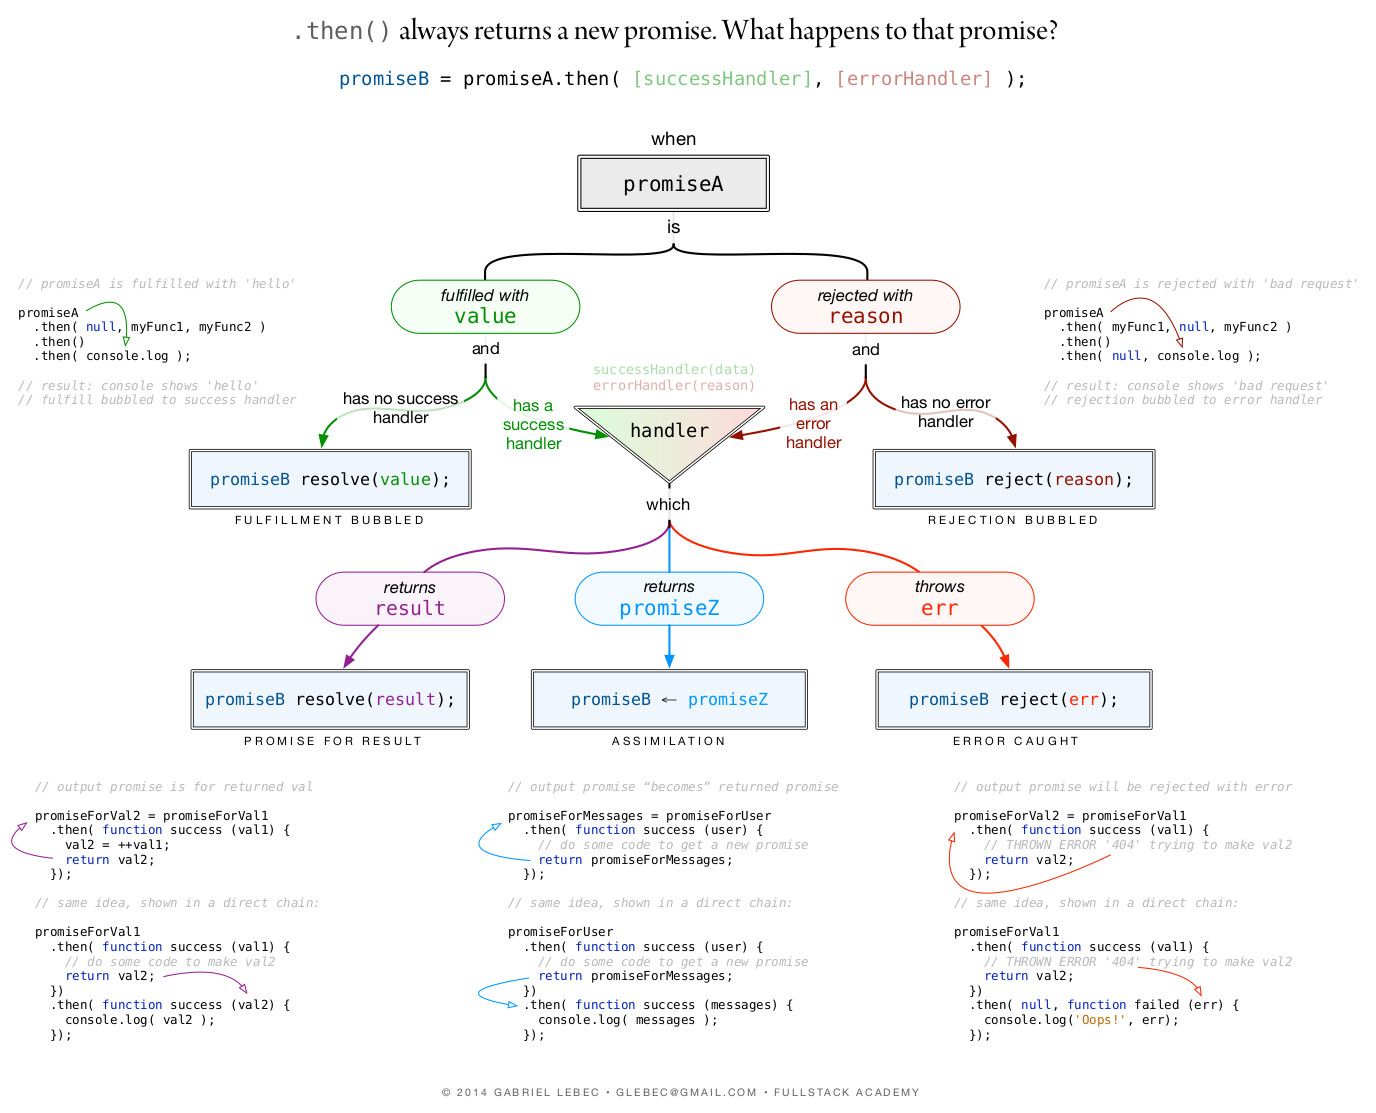 .then() always returns a new promise. What happens to that promise?
promiseB = promiseA.then( [successHandler], [errorHandler] );
when
promiseA
is
fulfilled with
value
rejected with
reason
and
and
// promiseA is fulfilled with 'hello'
promiseA
.then( null, myFunc1, myFunc2 )
.then()
.then( console.log );
// result: console shows 'hello'
// fulfill bubbled to success handler
// promiseA is rejected with 'bad request'
promiseA
.then( myFunc1, null, myFunc2 )
.then()
.then( null, console.log );
// result: console shows 'bad request'
// rejection bubbled to error handler
successHandler(data)
errorHandler(reason)
has no success
handler
has a
success
handler
handler
has an
error
handler
has no error
handler
promiseB resolve(value);
FULFILLMENT BUBBLED
promiseB reject(reason);
REJECTION BUBBLED
which
returns
result
returns
promiseZ
throws
err
promiseB resolve(result);
PROMISE FOR RESULT
promiseB ← promiseZ
ASSIMILATION
promiseB reject(err);
ERROR CAUGHT
// output promise is for returned val
promiseForVal2 = promiseForVal1
.then( function success (val1) {
val2 = ++val1;
return val2;
});
// same idea, shown in a direct chain:
promiseForVal1
.then( function success (val1) {
// do some code to make val2
return val2;
})
.then( function success (val2) {
console.log( val2 );
});
// output promise “becomes” returned promise
promiseForMessages = promiseForUser
.then( function success (user) {
// do some code to get a new promise
return promiseForMessages;
});
// same idea, shown in a direct chain:
promiseForUser
.then( function success (user) {
// do some code to get a new promise
return promiseForMessages;
})
.then( function success (messages) {
console.log( messages );
});
// output promise will be rejected with error
promiseForVal2 = promiseForVal1
.then( function success (val1) {
// THROWN ERROR '404' trying to make val2
return val2;
});
// same idea, shown in a direct chain:
promiseForVal1
.then( function success (val1) {
// THROWN ERROR '404' trying to make val2
return val2;
})
.then( null, function failed (err) {
console.log('Oops!', err);
});
© 2014 GABRIEL LEBEC • GLEBEC@GMAIL.COM • FULLSTACK ACADEMY